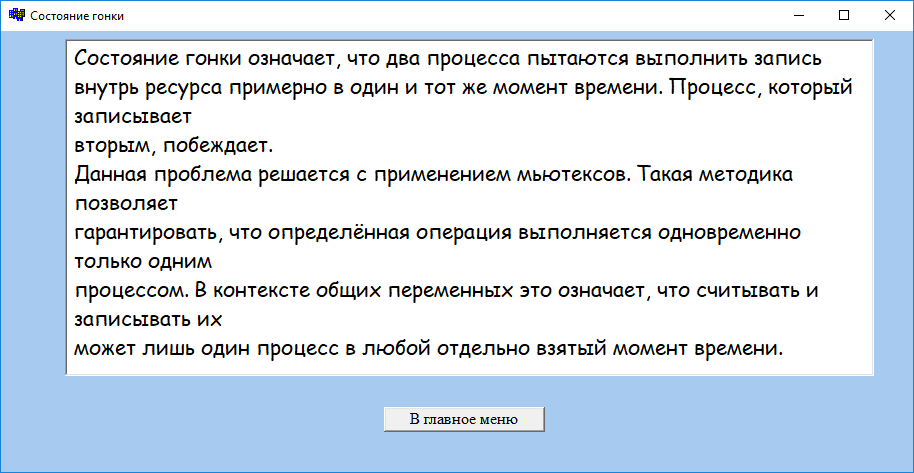 Состояние гонки
Состояние гонки означает, что два процесса пытаются выполнить запись
внутрь ресурса примерно в один и тот же момент времени. Процесс, который
записывает
вторым, побеждает.
Данная проблема решается с применением мьютексов. Такая методика
позволяет
гарантировать, что определённая операция выполняется одновременно
только одним
процессом. В контексте общих переменных это означает, что считывать и
записывать их
может лишь один процесс в любой отдельно взятый момент времени.
В главное меню